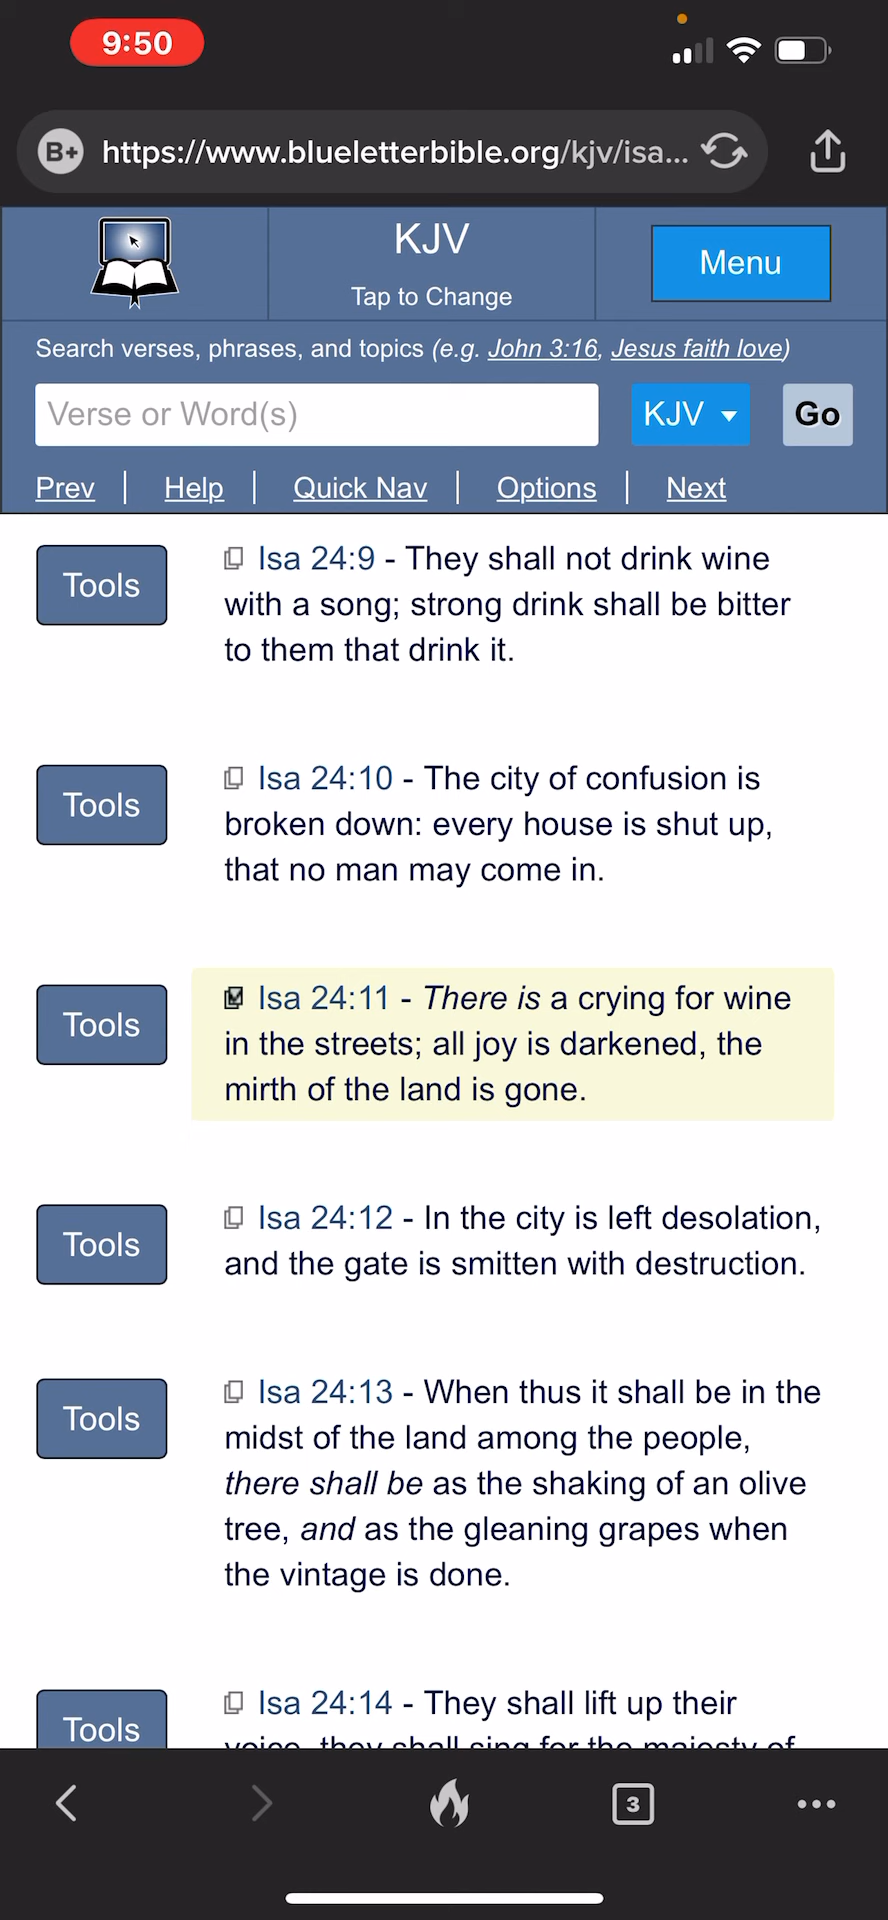 9:50
B+ https://www.blueletterbible.org/kjv/isa...
KJV
Tap to Change
Menu
Search verses, phrases, and topics (e.g. John 3:16, Jesus faith love)
Verse or Word(s)
KJV
Go
Prev | Help | Quick Nav | Options | Next
Tools
Isa 24:9 - They shall not drink wine
with a song; strong drink shall be bitter
to them that drink it.
Tools
Isa 24:10 - The city of confusion is
broken down: every house is shut up,
that no man may come in.
Tools
Isa 24:11 - There is a crying for wine
in the streets; all joy is darkened, the
mirth of the land is gone.
Tools
Isa 24:12 - In the city is left desolation,
and the gate is smitten with destruction.
Tools
Isa 24:13 - When thus it shall be in the
midst of the land among the people,
there shall be as the shaking of an olive
tree, and as the gleaning grapes when
the vintage is done.
Tools
Isa 24:14 - They shall lift up their
voice, they shall sing for the majesty of
3